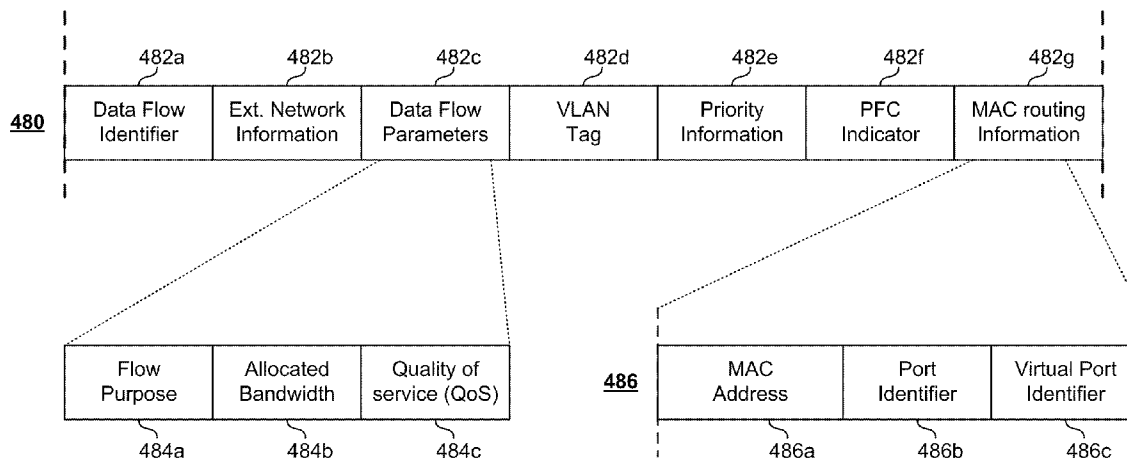 482a 482b 482c 482d 482e 482f 482g
480
Data Flow Identifier
Ext. Network Information
Data Flow Parameters
VLAN Tag
Priority Information
PFC Indicator
MAC routing Information
Flow Purpose
Allocated Bandwidth
Quality of service (QoS)
484a 484b 484c
486
MAC Address
Port Identifier
Virtual Port Identifier
486a 486b 486c